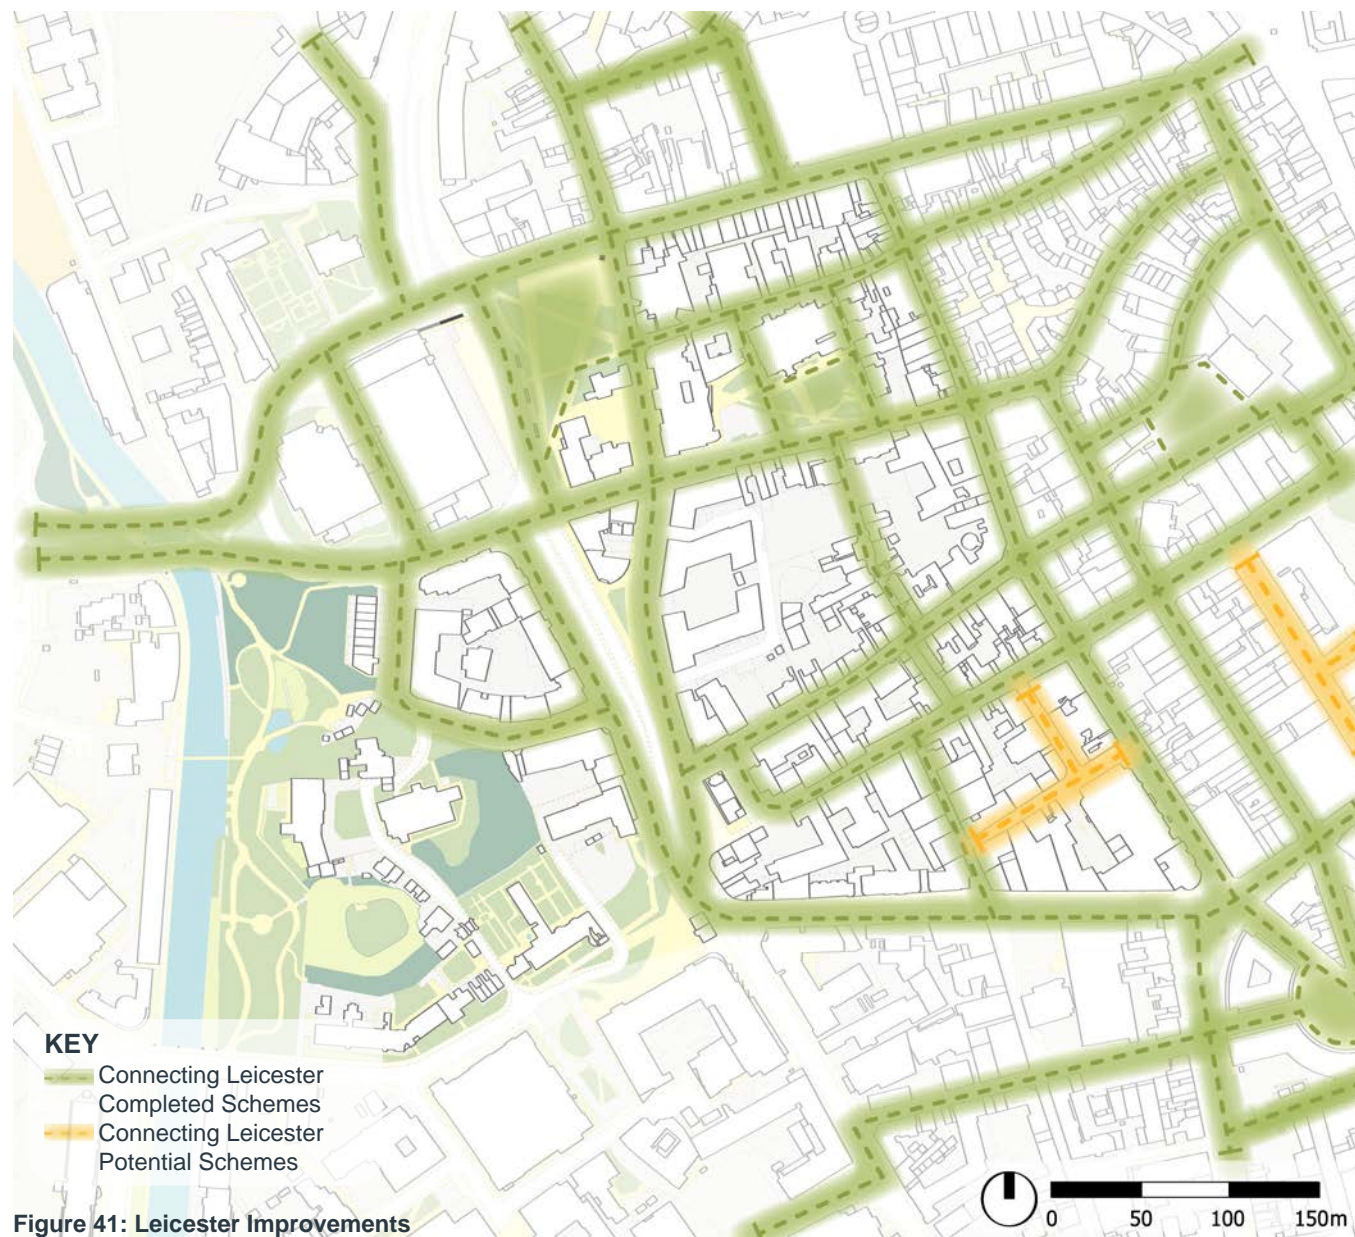 KEY
Connecting Leicester
Completed Schemes
Connecting Leicester
Potential Schemes
Figure 41: Leicester Improvements
0 50 100 150m